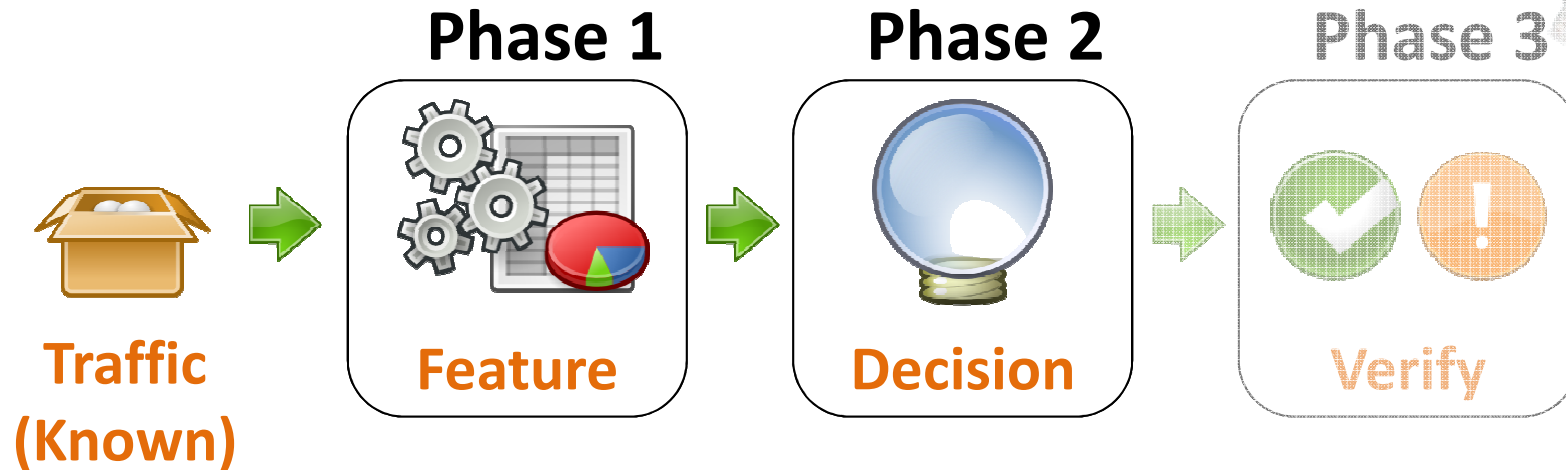 Phase 1
Phase 2
Phase 3
Traffic
(Known)
Feature
Decision
Verify